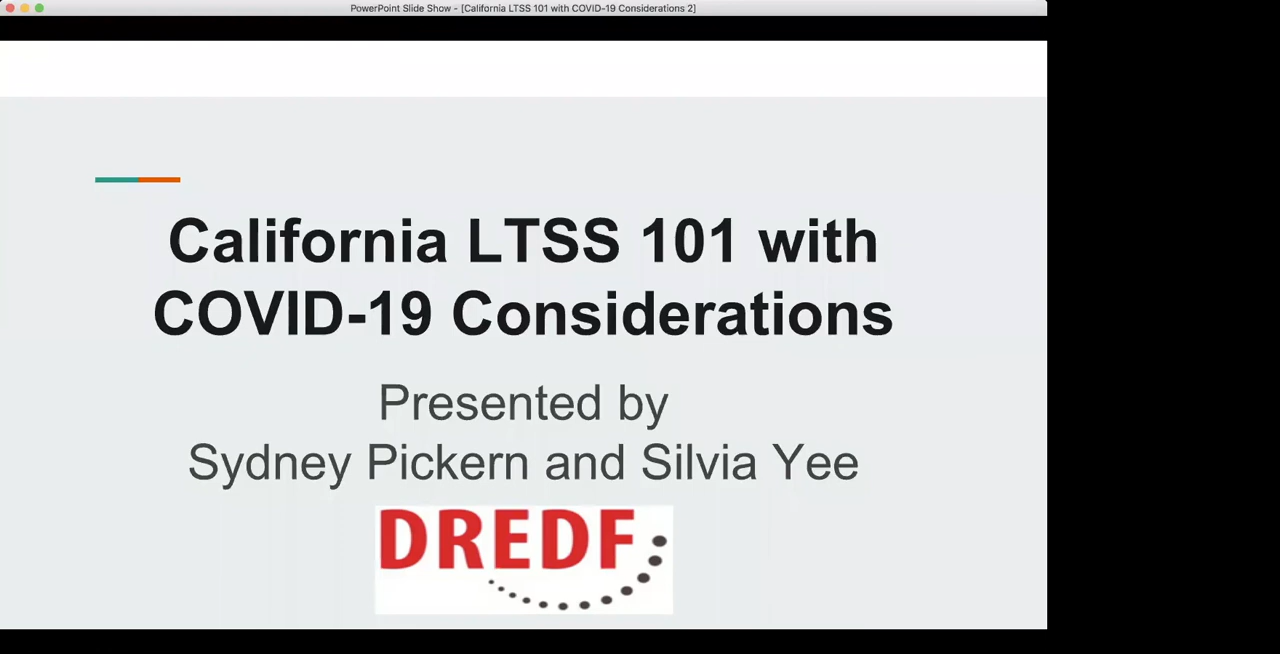 PowerPoint Slide Show - [California LTSS 101 with COVID-19 Considerations 2]
California LTSS 101 with
COVID-19 Considerations
Presented by
Sydney Pickern and Silvia Yee
DREDF